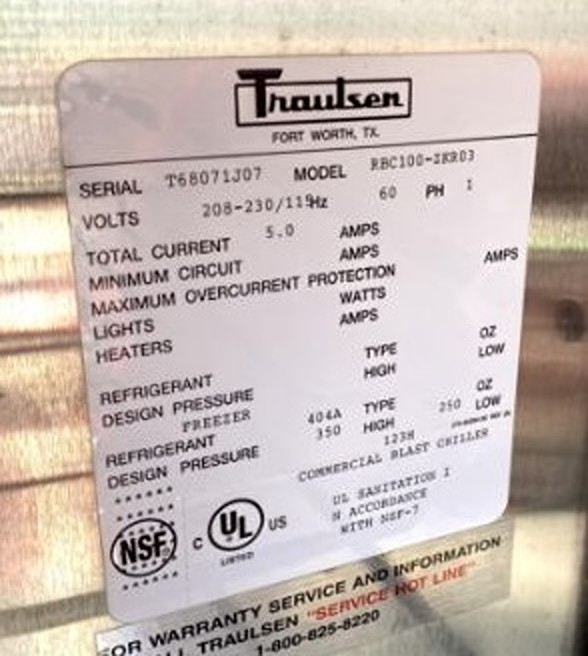 Traulsen
FORT WORTH, TX.
SERIAL T68071J07 MODEL RBC100-ZKR03
VOLTS 208-230/115 Hz 60 PH 1
TOTAL CURRENT 5.0 AMPS
MINIMUM CIRCUIT AMPS
MAXIMUM OVERCURRENT PROTECTION AMPS
LIGHTS WATTS
HEATERS AMPS
REFRIGERANT TYPE OZ
DESIGN PRESSURE HIGH LOW
FREEZER
REFRIGERANT 404A TYPE OZ
DESIGN PRESSURE 350 HIGH 250 LOW
123H
COMMERCIAL BLAST CHILLER
NSF
C UL US
LISTED
UL SANITATION I
N ACCORDANCE
WITH NSF-7
FOR WARRANTY SERVICE AND INFORMATION
ALL TRAULSEN "SERVICE HOT LINE"
1-800-825-8220